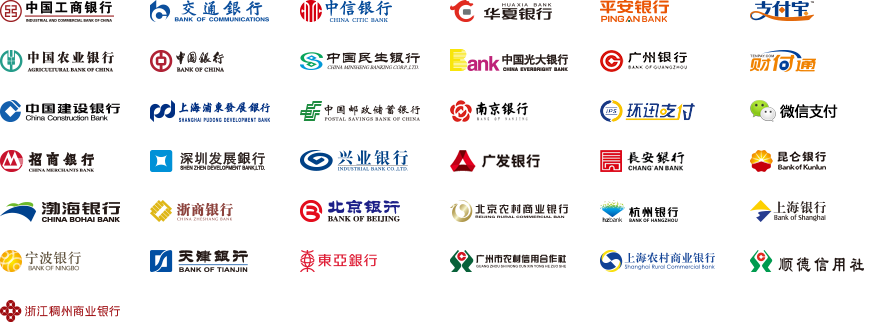 中国工商银行
INDUSTRIAL AND COMMERCIAL BANK OF CHINA
交通銀行
BANK OF COMMUNICATIONS
中信银行
CHINA CITIC BANK
HUAXIA BANK
华夏银行
平安银行
PING AN BANK
支付宝™
中国农业银行
AGRICULTURAL BANK OF CHINA
中国银行
BANK OF CHINA
中国民生银行
CHINA MINSHENG BANKING CORP.,LTD.
Bank 中国光大银行
CHINA EVERBRIGHT BANK
广州银行
BANK OF GUANGZHOU
TENPAY.COM
财付通
中国建设银行
China Construction Bank
上海浦東發展銀行
SHANGHAI PUDONG DEVELOPMENT BANK
中国邮政储蓄银行
POSTAL SAVINGS BANK OF CHINA
南京银行
BANK OF NANJING
IPS 环迅支付
微信支付
招商銀行
CHINA MERCHANTS BANK
深圳发展銀行
SHEN ZHEN DEVELOPMENT BANK,LTD.
兴业银行
INDUSTRIAL BANK CO.,LTD.
广发银行
長安銀行
CHANG'AN BANK
昆仑银行
Bank of Kunlun
渤海银行
CHINA BOHAI BANK
浙商银行
CHINA ZHESHANG BANK
北京银行
BANK OF BEIJING
北京农村商业银行
BEIJING RURAL COMMERCIAL BANK
hzbank
杭州银行
BANK OF HANGZHOU
上海银行
Bank of Shanghai
宁波银行
BANK OF NINGBO
天津銀行
BANK OF TIANJIN
東亞銀行
广州市农村信用合作社
上海农村商业银行
Shanghai Rural Commercial Bank
顺德信用社
浙江稠州商业银行